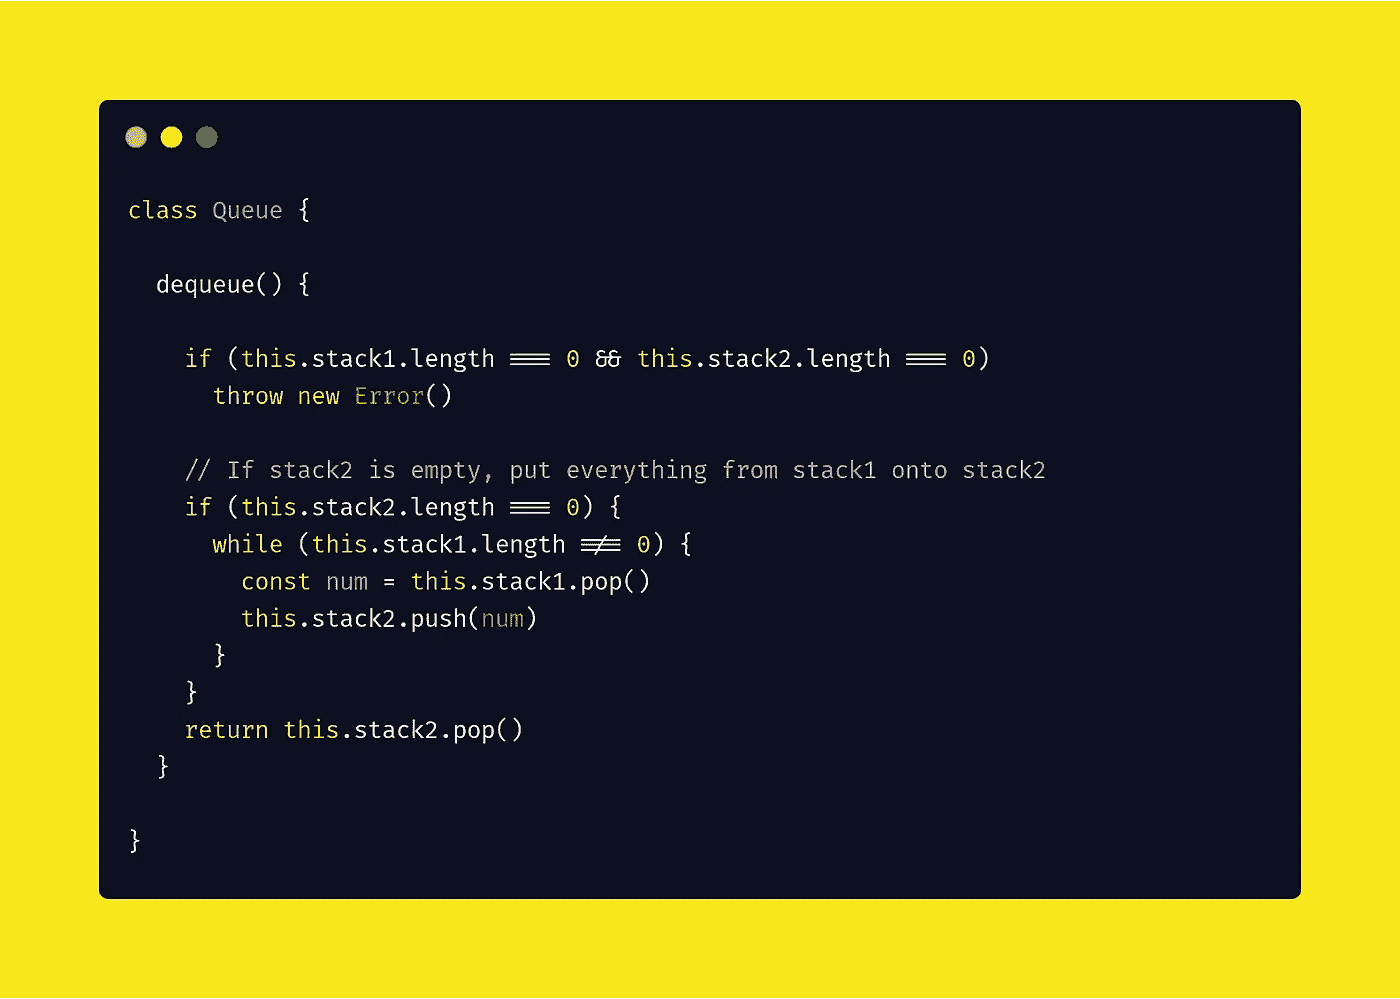 class Queue {
dequeue() {
if (this.stack1.length === 0 && this.stack2.length === 0)
throw new Error()
// If stack2 is empty, put everything from stack1 onto stack2
if (this.stack2.length === 0) {
while (this.stack1.length !== 0) {
const num = this.stack1.pop()
this.stack2.push(num)
}
}
return this.stack2.pop()
}
}